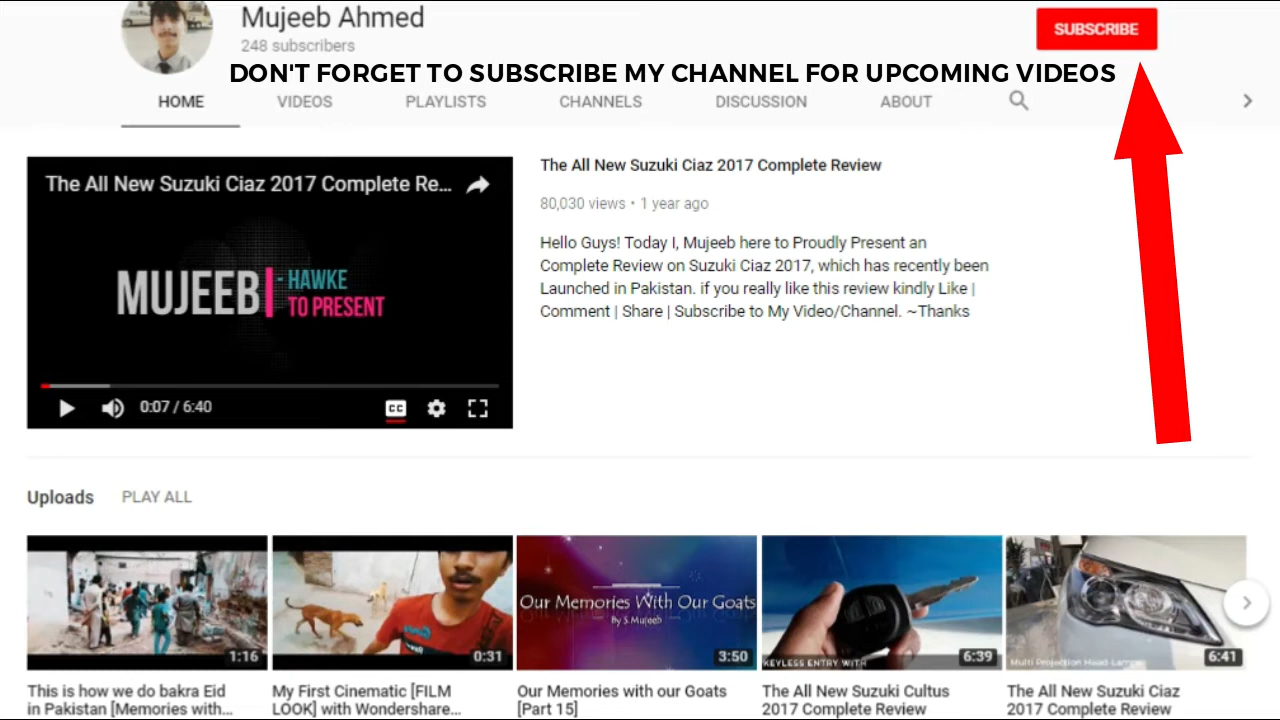 Mujeeb Ahmed
248 subscribers
SUBSCRIBE
DON'T FORGET TO SUBSCRIBE MY CHANNEL FOR UPCOMING VIDEOS
HOME VIDEOS PLAYLISTS CHANNELS DISCUSSION ABOUT
The All New Suzuki Ciaz 2017 Complete Re...
MUJEEB HAWKE
TO PRESENT
0:07 / 6:40
CC
The All New Suzuki Ciaz 2017 Complete Review
80,030 views • 1 year ago
Hello Guys! Today I, Mujeeb here to Proudly Present an
Complete Review on Suzuki Ciaz 2017, which has recently been
Launched in Pakistan. if you really like this review kindly Like |
Comment | Share | Subscribe to My Video/Channel. ~Thanks
Uploads PLAY ALL
1:16
This is how we do bakra Eid
in Pakistan [Memories with...
0:31
My First Cinematic [FILM
LOOK] with Wondershare...
Our Memories With Our Goats
By S Mujeeb
3:50
Our Memories with our Goats
[Part 15]
KEYLESS ENTRY WITH
6:39
The All New Suzuki Cultus
2017 Complete Review
Multi Projection Head-Lamps
6:41
The All New Suzuki Ciaz
2017 Complete Review